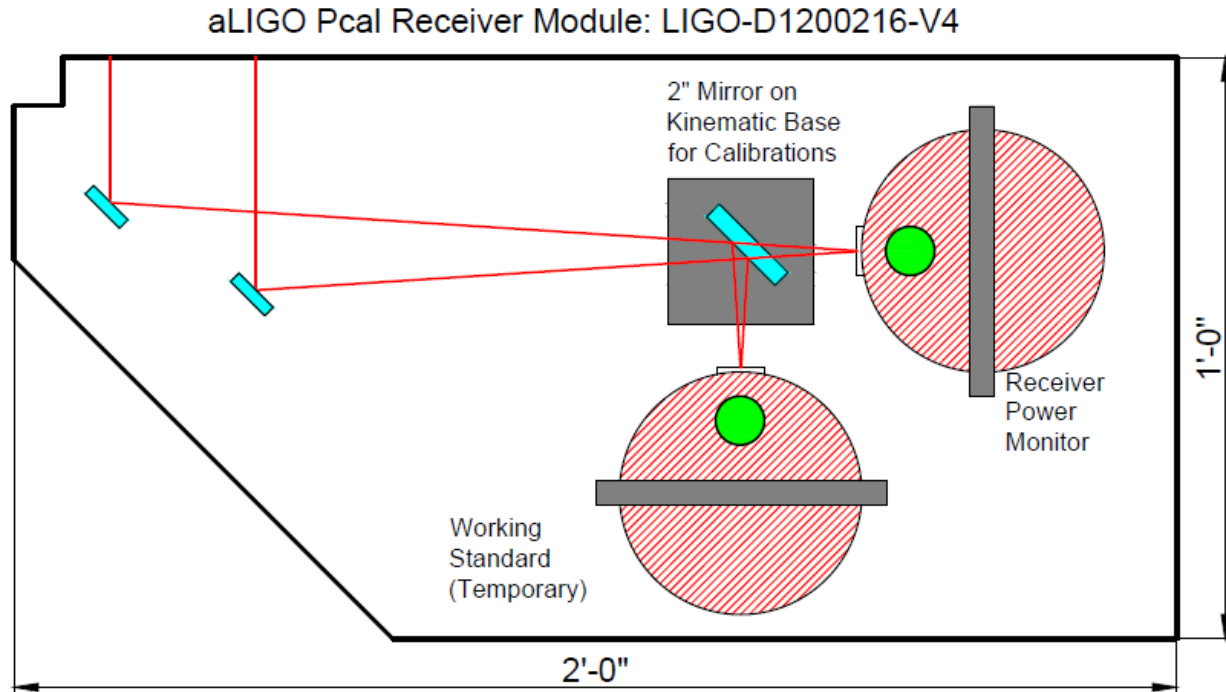 aLIGO Pcal Receiver Module: LIGO-D1200216-V4
2" Mirror on
Kinematic Base
for Calibrations
Receiver
Power
Monitor
1'-0"
Working
Standard
(Temporary)
2'-0"